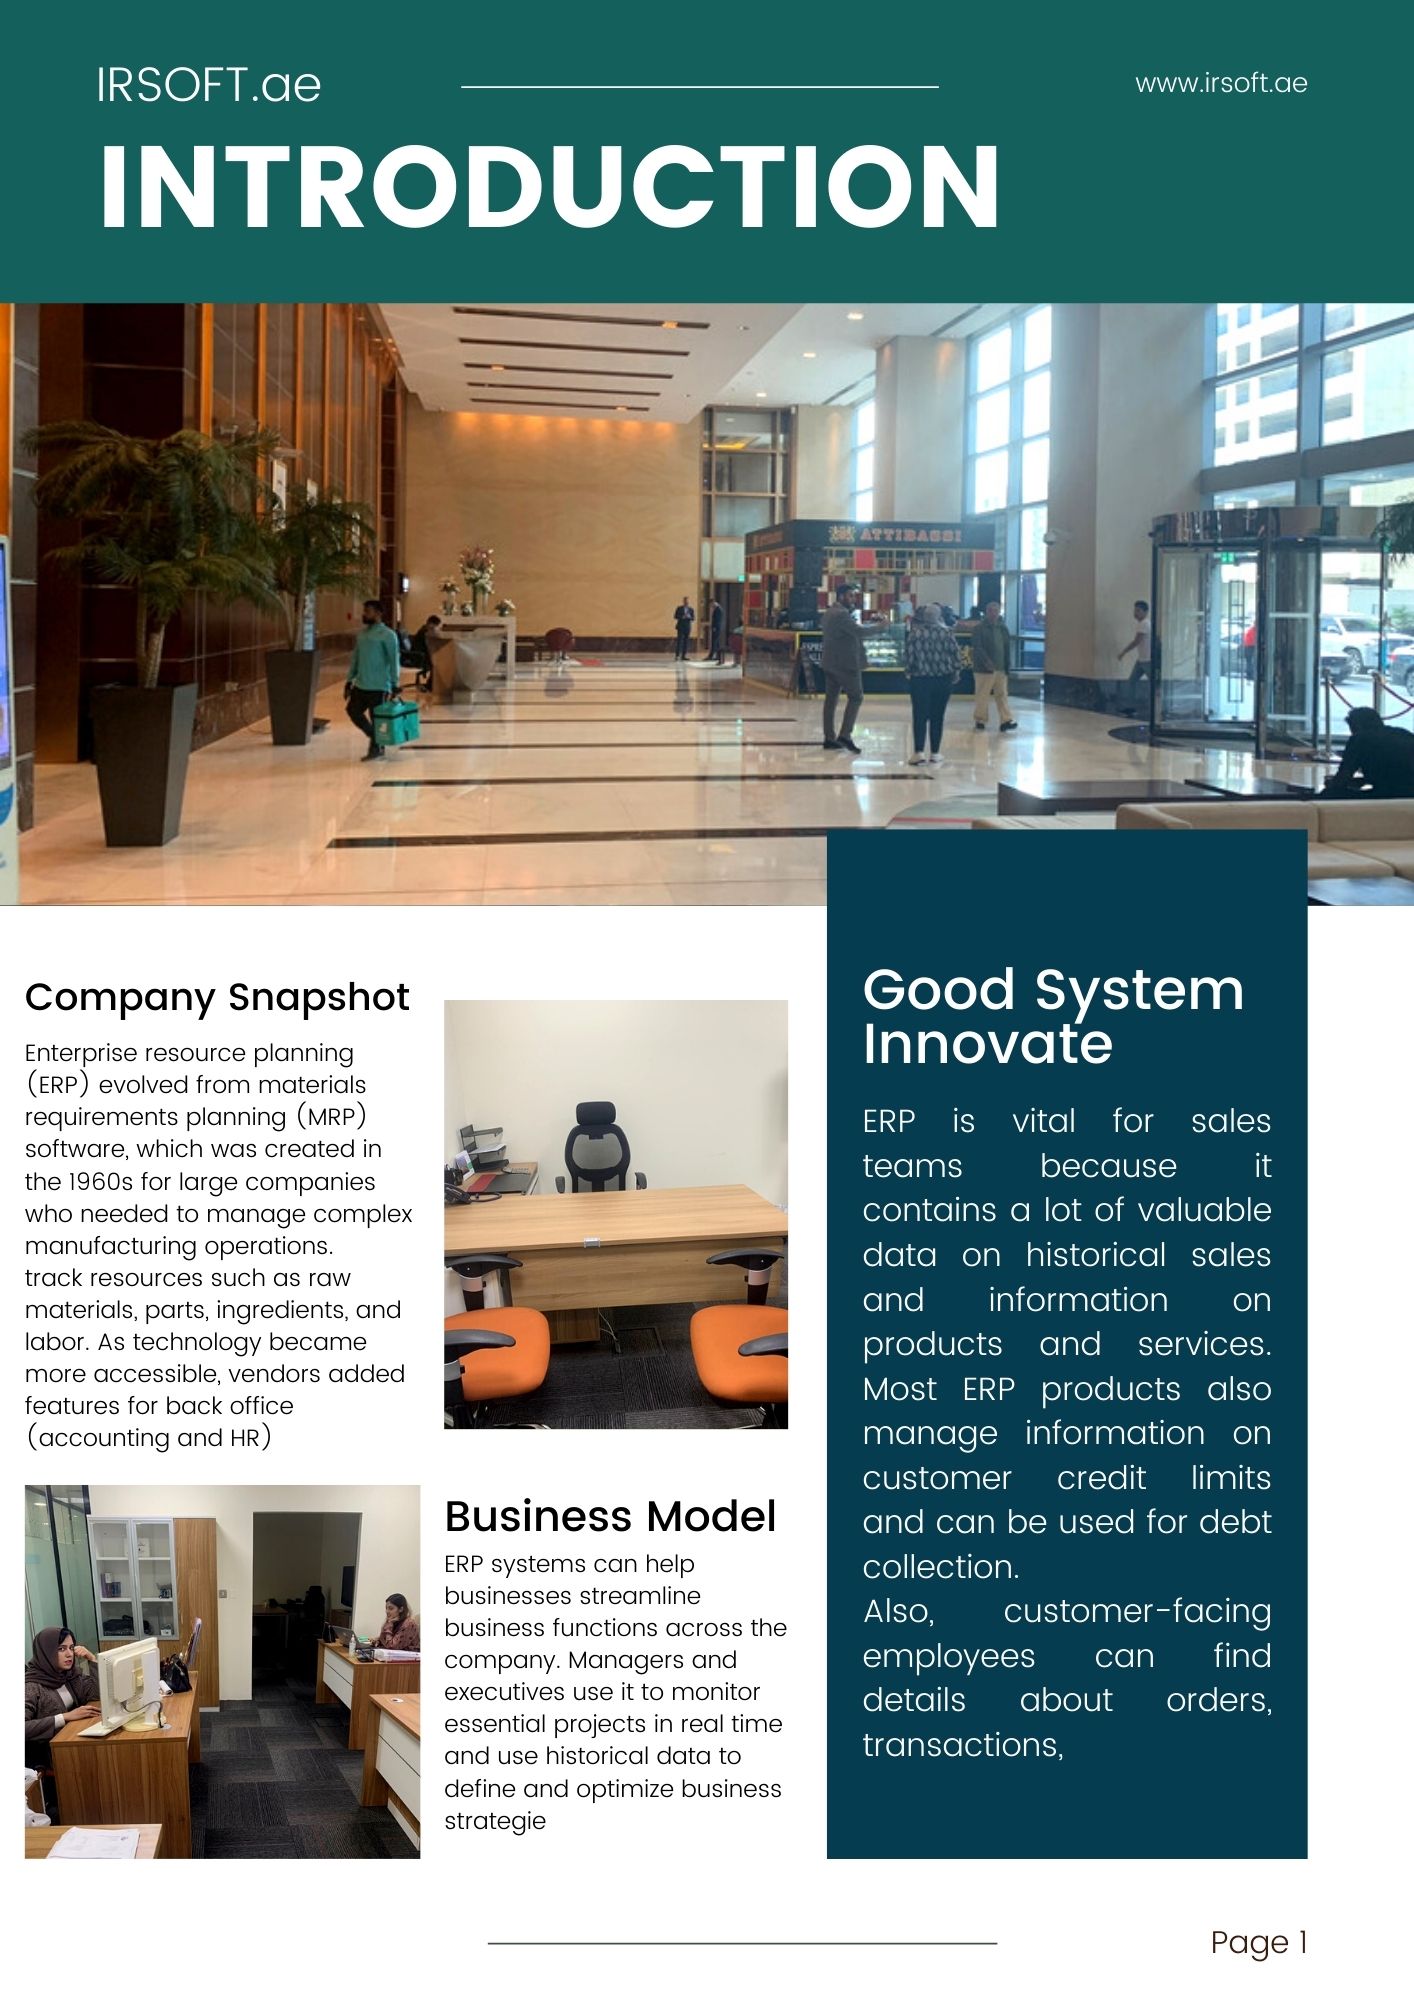 IRSOFT.ae
www.irsoft.ae
INTRODUCTION
ATTIBASSI
Company Snapshot
Enterprise resource planning
(ERP) evolved from materials
requirements planning (MRP)
software, which was created in
the 1960s for large companies
who needed to manage complex
manufacturing operations.
track resources such as raw
materials, parts, ingredients, and
labor. As technology became
more accessible, vendors added
features for back office
(accounting and HR)
Business Model
ERP systems can help
businesses streamline
business functions across the
company. Managers and
executives use it to monitor
essential projects in real time
and use historical data to
define and optimize business
strategie
Good System
Innovate
ERP is vital for sales
teams because it
contains a lot of valuable
data on historical sales
and information on
products and services.
Most ERP products also
manage information on
customer credit limits
and can be used for debt
collection.
Also, customer-facing
employees can find
details about orders,
transactions,
Page 1